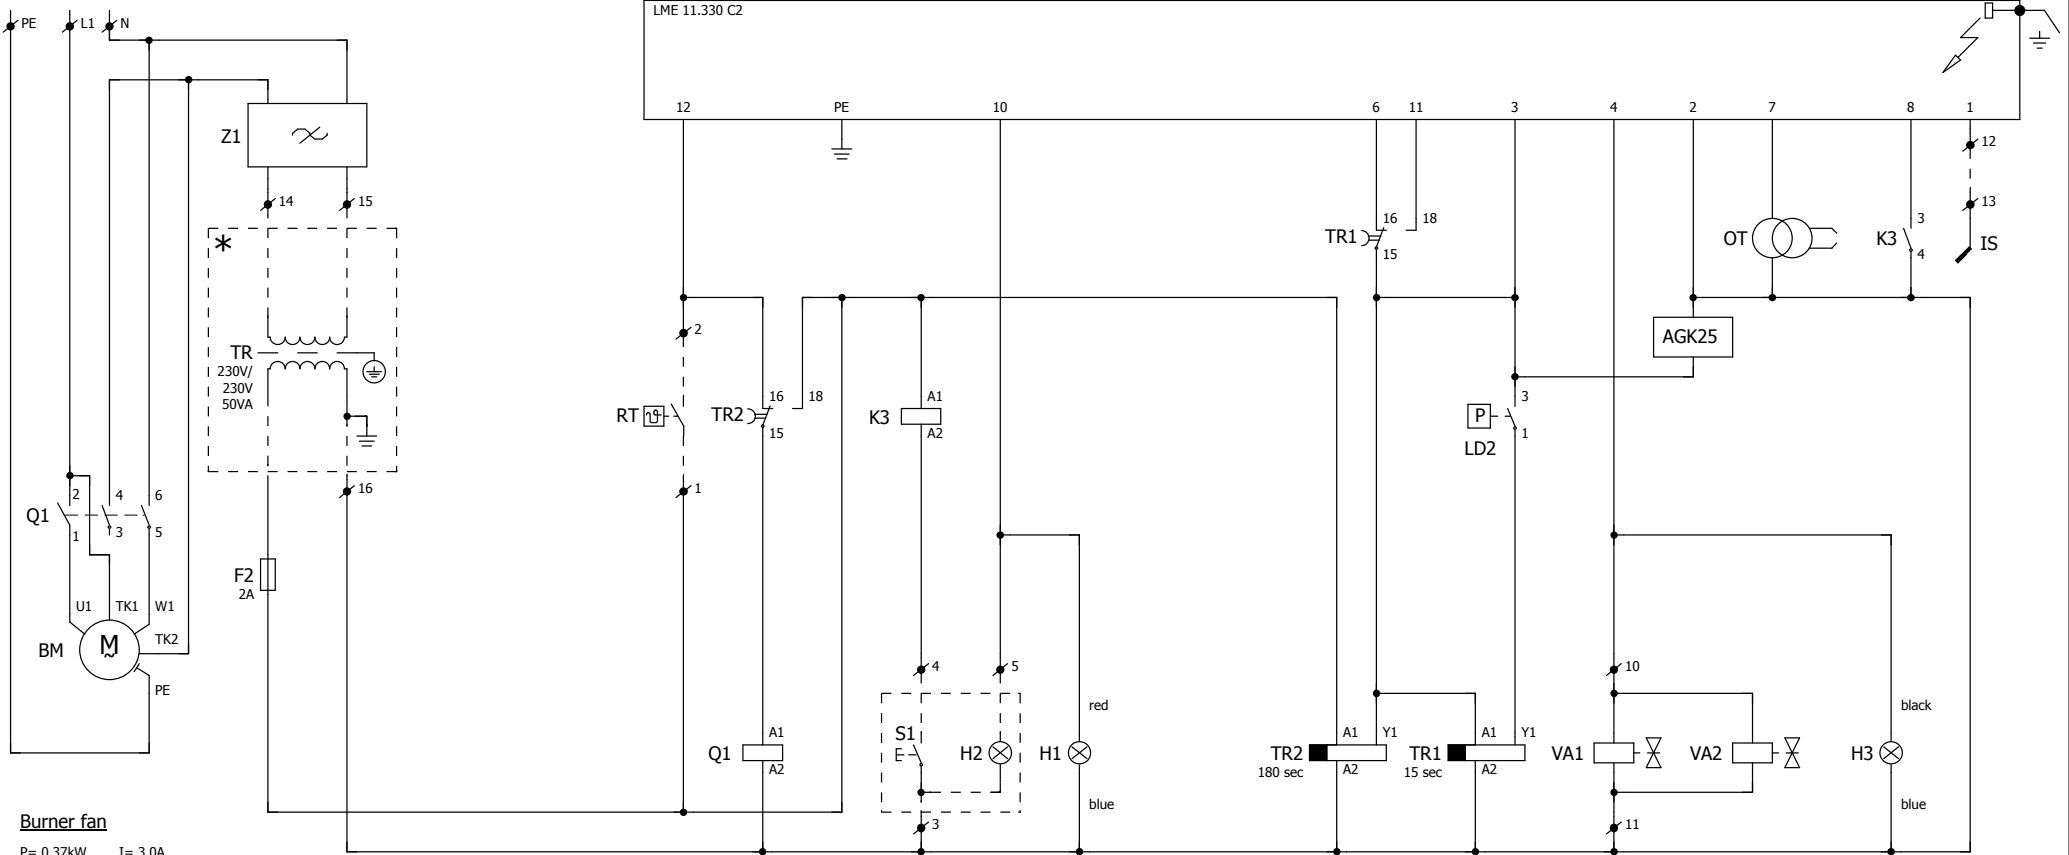 LME 11.330 C2
PE
L1
N
12
PE
10
6
11
3
4
2
7
8
1
Z1
12
14
15
13
*
16
18
TR1
15
OT
3
K3
4
IS
2
TR
230V/
230V
50VA
AGK25
RT
16
18
TR2
15
A1
K3
A2
3
P
1
LD2
16
1
2
4
6
Q1
1
3
5
F2
2A
U1
TK1
W1
BM
M
~
TK2
PE
4
5
10
red
black
A1
Q1
A2
S1
E
H2
H1
A1
Y1
TR2
180 sec
A2
A1
Y1
TR1
15 sec
A2
VA1
VA2
H3
blue
blue
3
11
Burner fan
P= 0,37kW
I= 3,0A